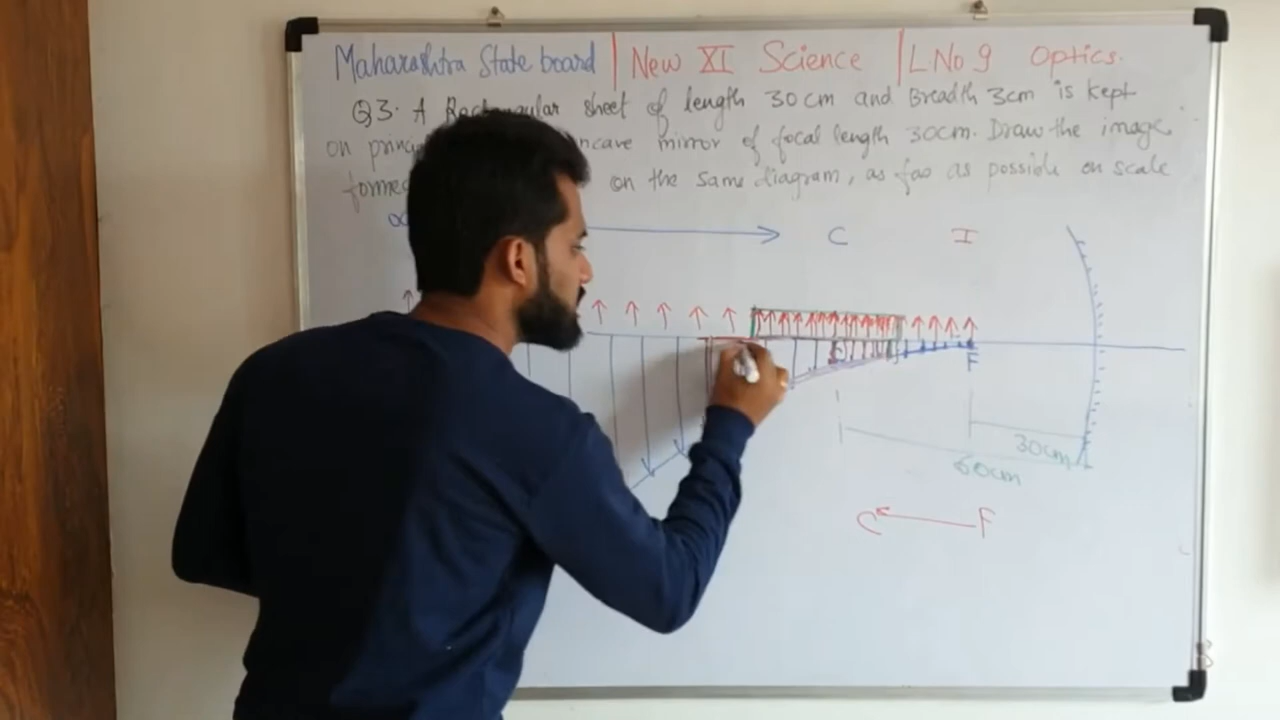 Maharashtra State board | New XI Science | LNo 9 Optics.
Q3. A Rectangular sheet of length 30 cm and Breadth 3cm is kept
on mirror of focal length 30cm. Draw the image
on the same diagram, as far as possible on scale
C I
F
30cm
60cm
C F